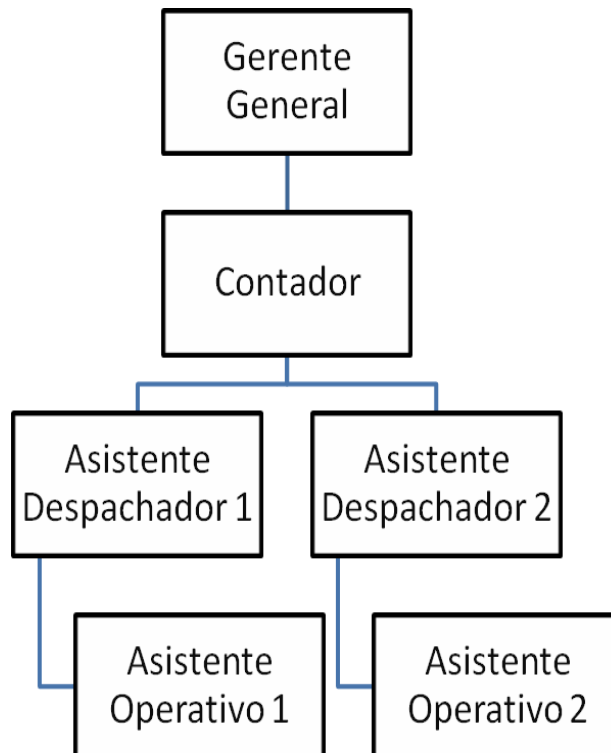 Gerente
General
Contador
Asistente
Despachador 1
Asistente
Despachador 2
Asistente
Operativo 1
Asistente
Operativo 2